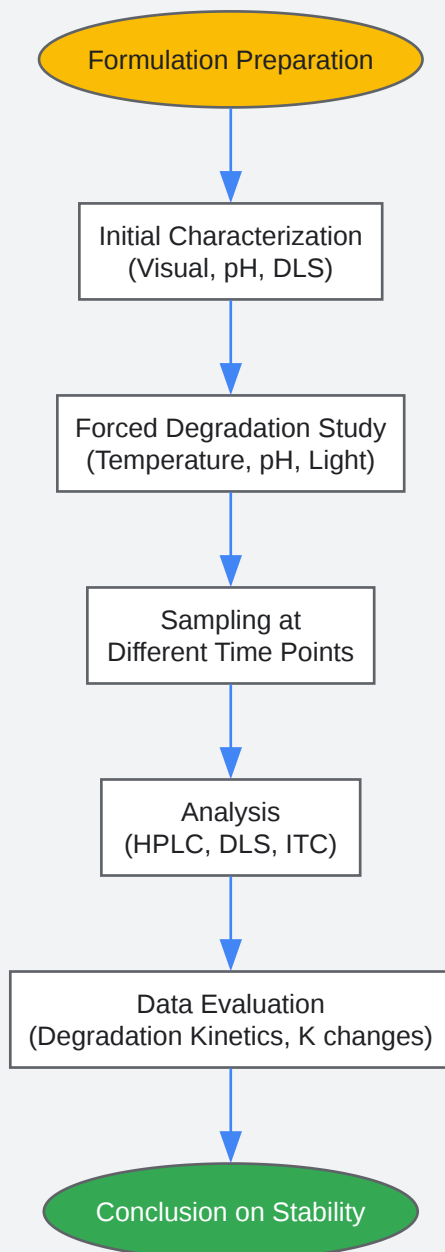 Formulation Preparation
Initial Characterization
(Visual, pH, DLS)
Forced Degradation Study
(Temperature, pH, Light)
Sampling at
Different Time Points
Analysis
(HPLC, DLS, ITC)
Data Evaluation
(Degradation Kinetics, K changes)
Conclusion on Stability